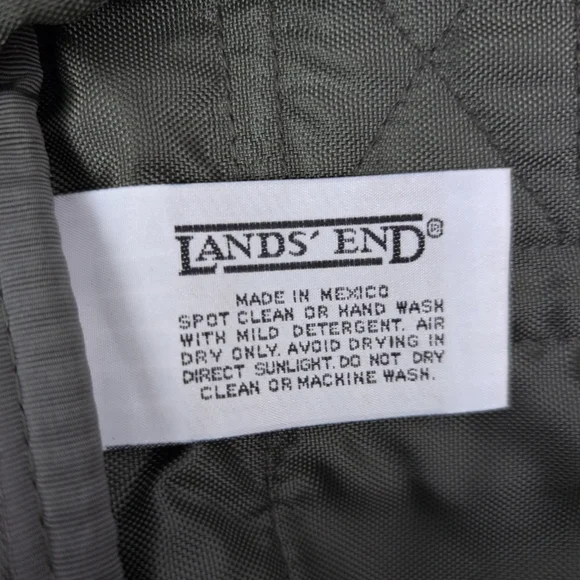 LANDS' END®
MADE IN MEXICO
SPOT CLEAN OR HAND WASH
WITH MILD DETERGENT. AIR
DRY ONLY. AVOID DRYING IN
DIRECT SUNLIGHT. DO NOT DRY
CLEAN OR MACHINE WASH.